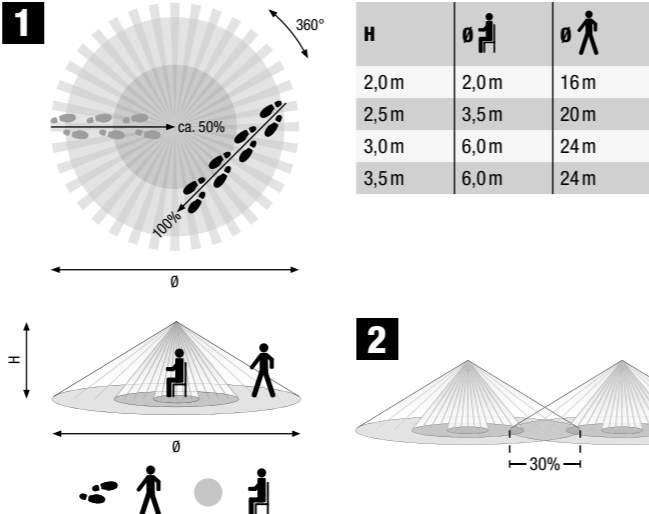 1
360°
ca. 50%
100%
Ø
H
Ø
H Ø Ø
2,0 m 2,0 m 16 m
2,5 m 3,5 m 20 m
3,0 m 6,0 m 24 m
3,5 m 6,0 m 24 m
2
30%